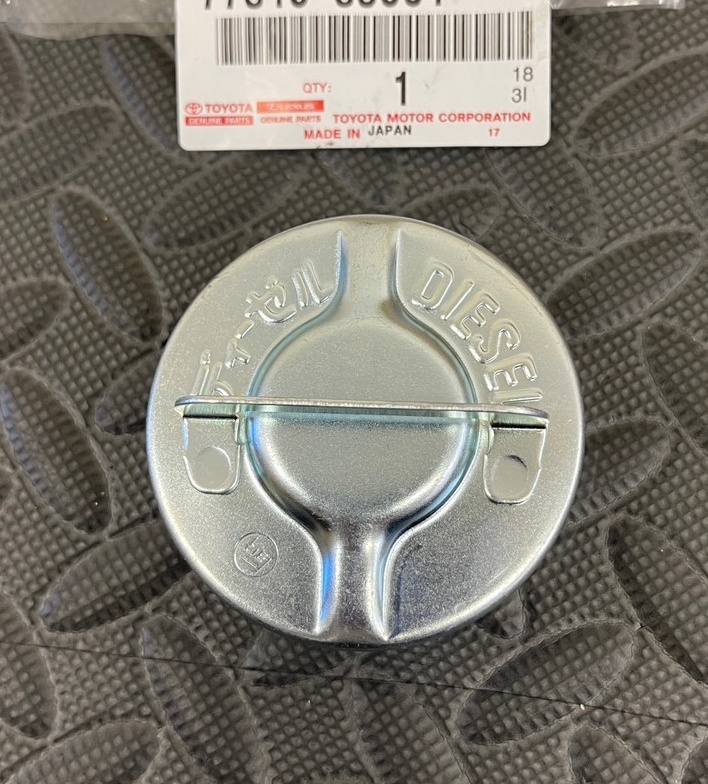 QTY:
1
18
3I
TOYOTA
GENUINE PARTS
GENUINE PARTS
TOYOTA MOTOR CORPORATION
MADE IN JAPAN
17
ディーゼル
DIESEL